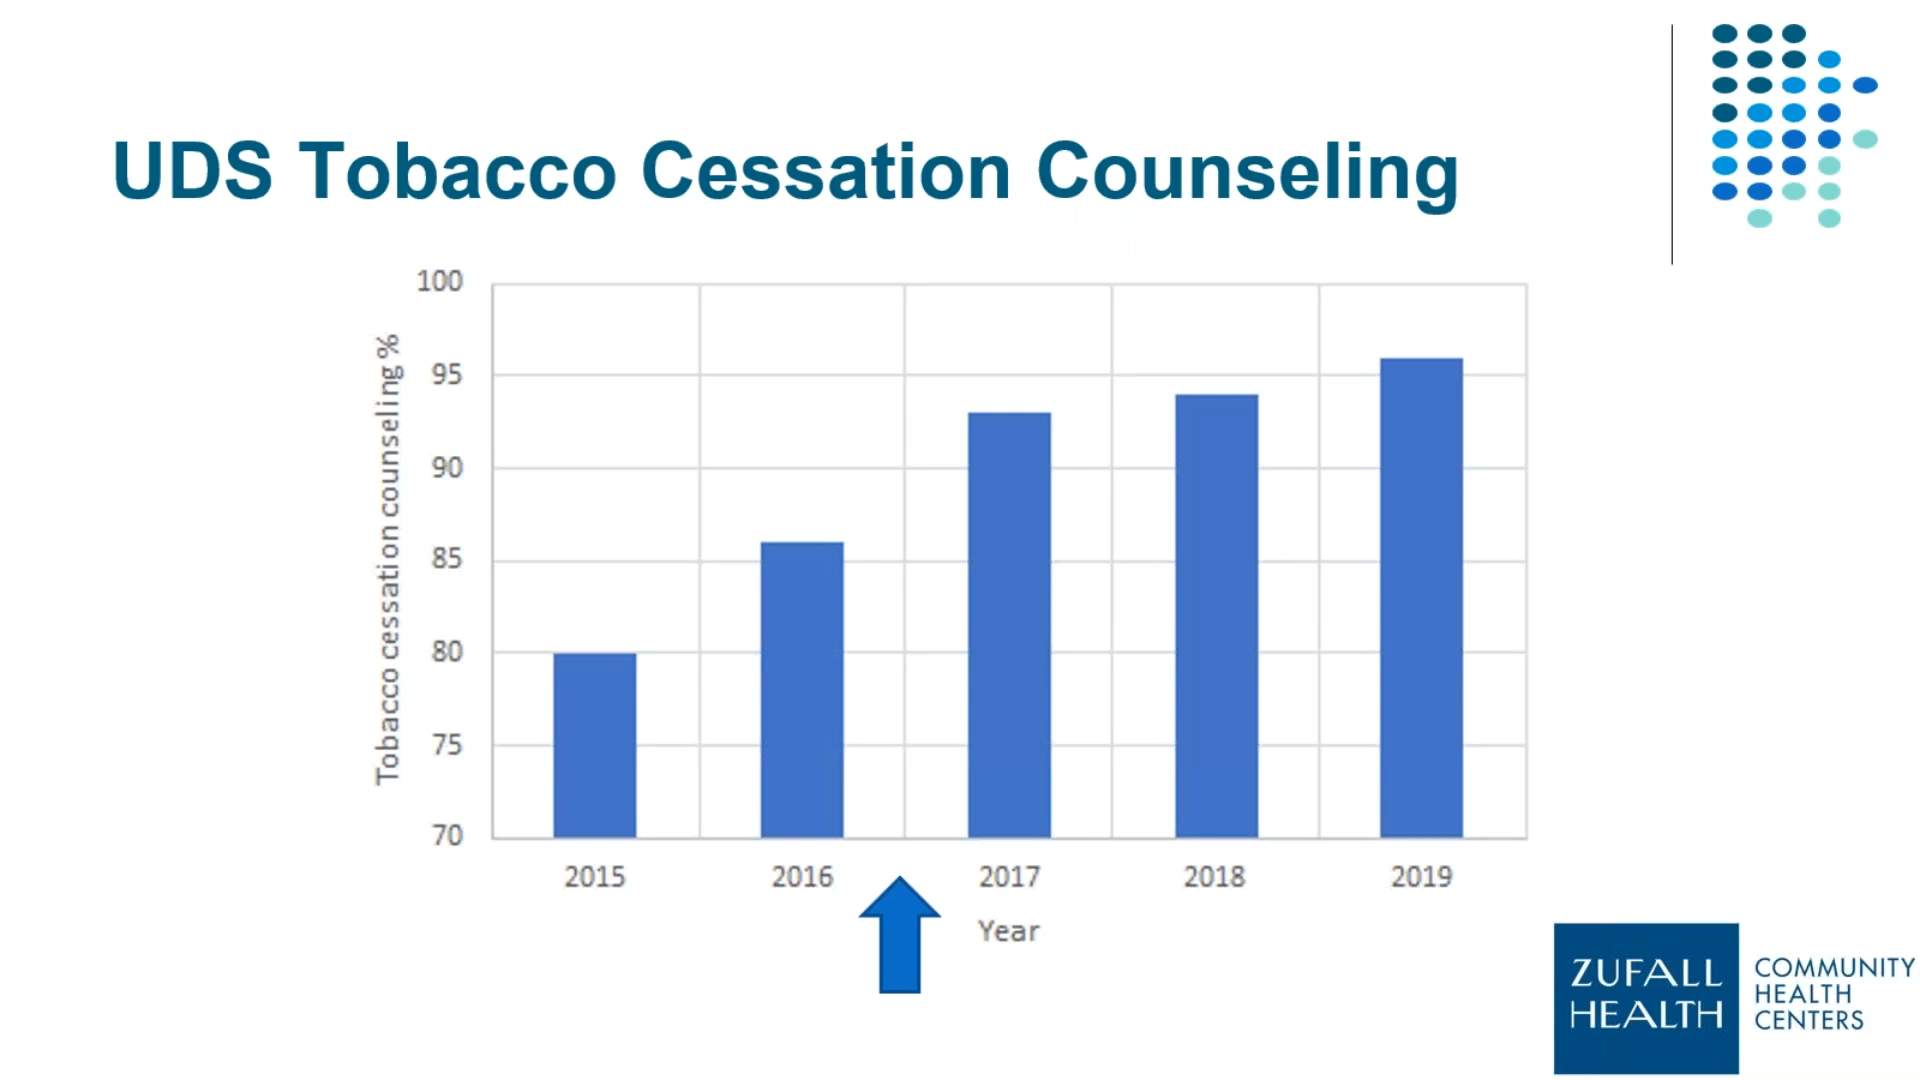 UDS Tobacco Cessation Counseling
100
95
90
85
80
75
70
Tobacco cessation counseling %
2015 2016 2017 2018 2019
Year
ZUFALL
HEALTH
COMMUNITY
HEALTH
CENTERS